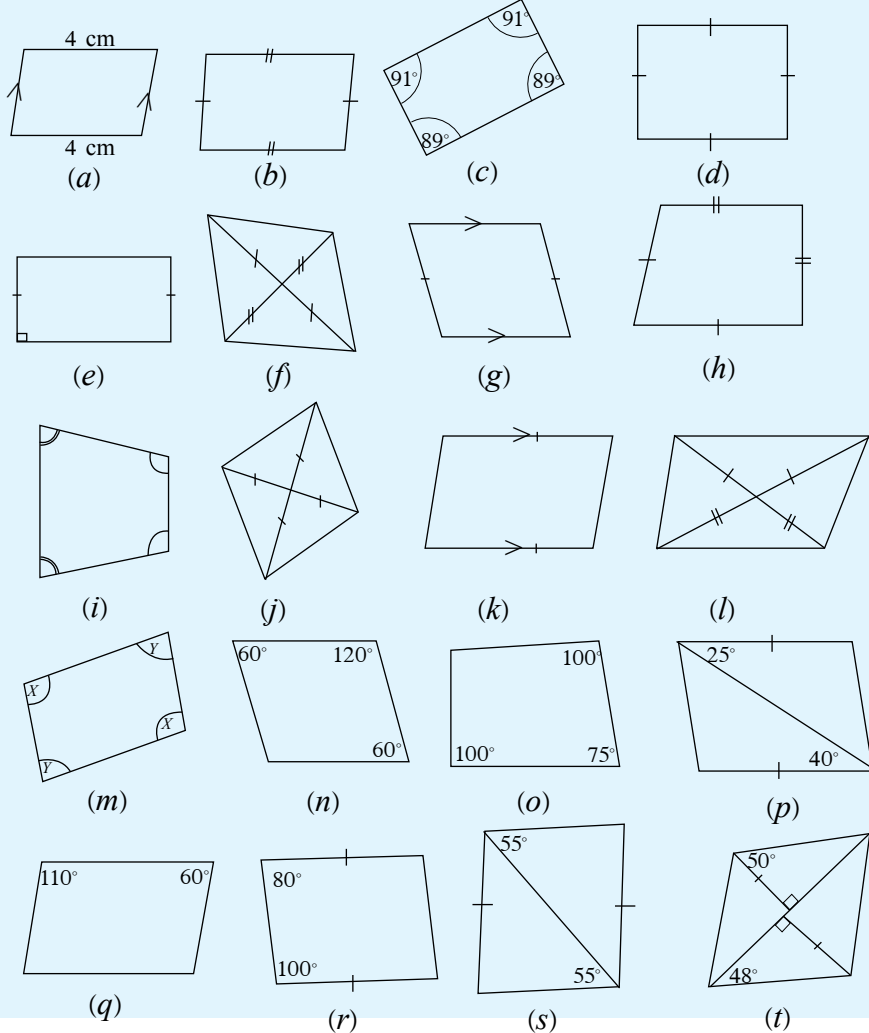 4 cm
4 cm
(a)
(b)
91°
91°
89°
89°
(c)
(d)
(e)
(f)
(g)
(h)
(i)
(j)
(k)
(l)
X
Y
X
Y
(m)
60°
120°
60°
(n)
100°
100°
75°
(o)
25°
40°
(p)
110°
60°
(q)
80°
100°
(r)
55°
55°
(s)
50°
48°
(t)